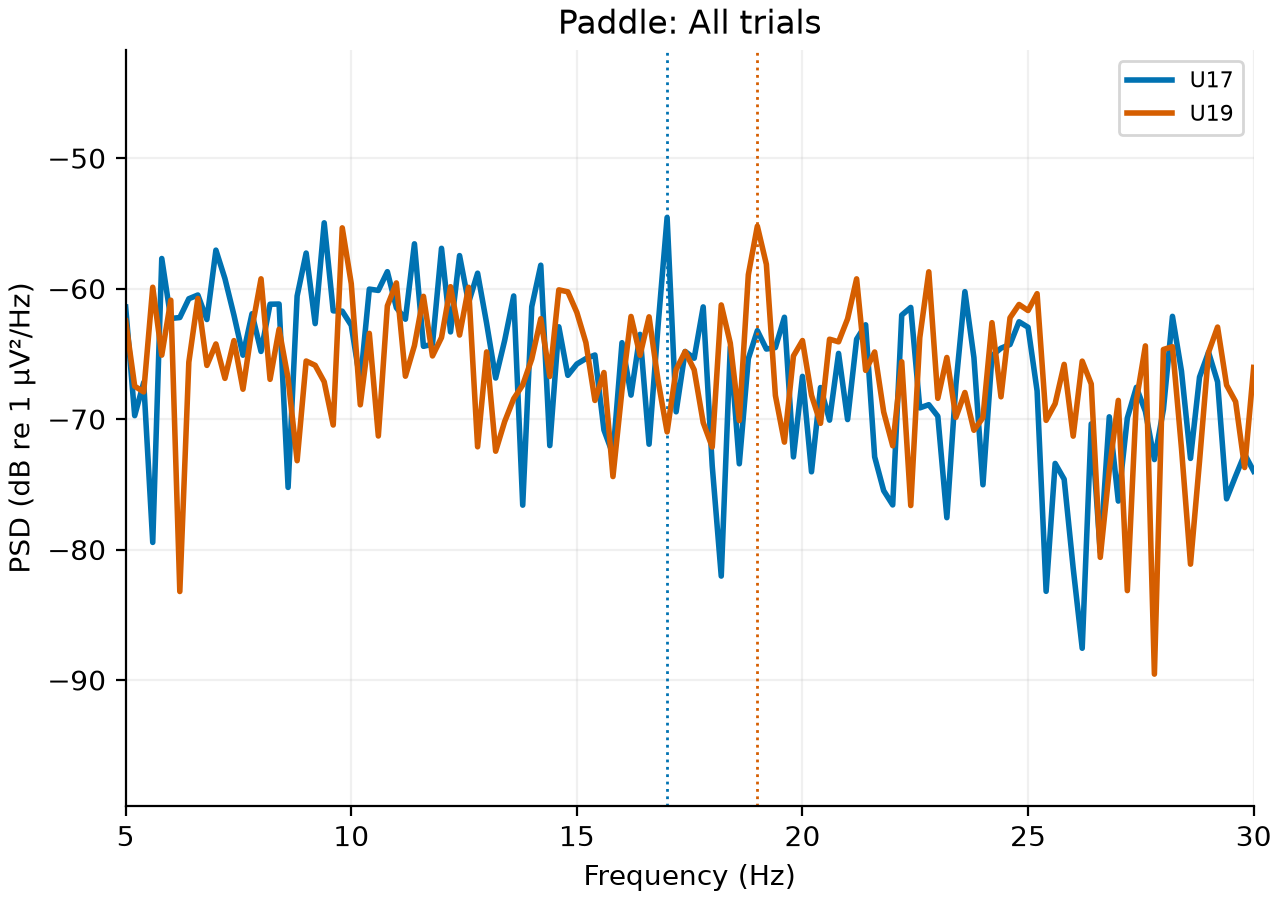 Paddle: All trials
U17
U19
PSD (dB re 1 µV²/Hz)
−50
−60
−70
−80
−90
5
10
15
20
25
30
Frequency (Hz)